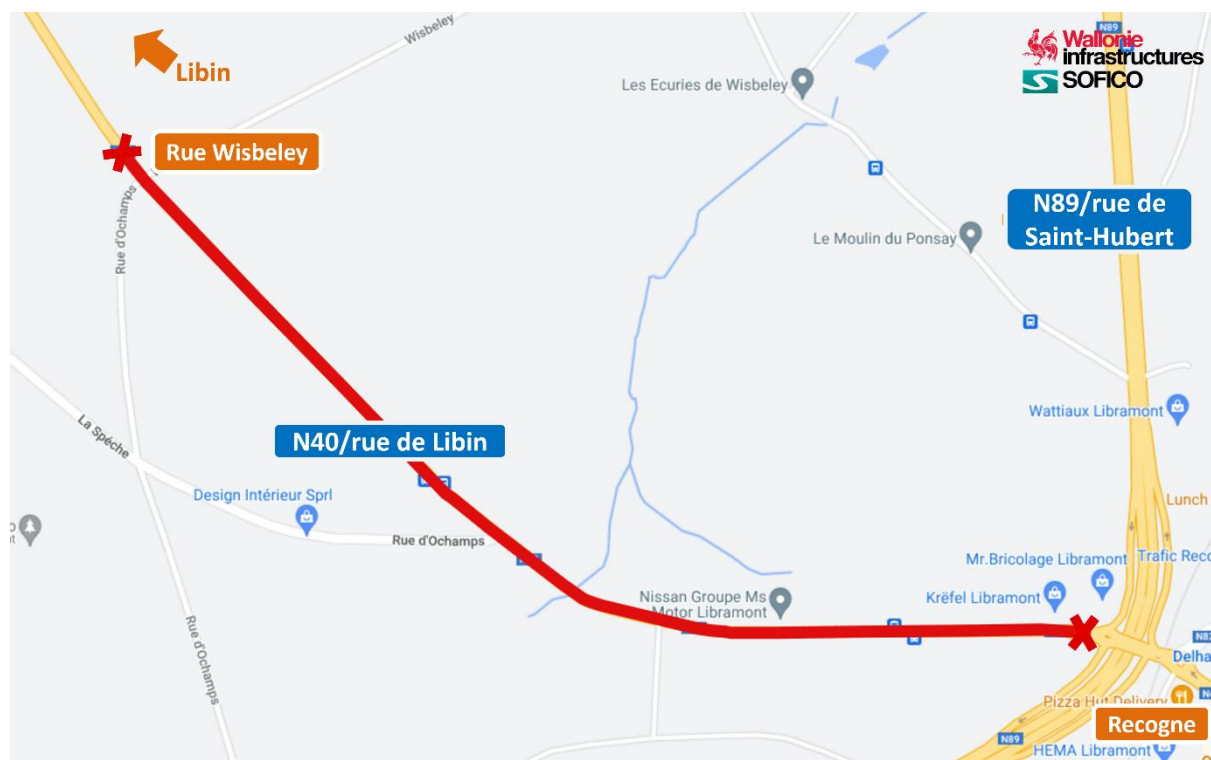 N89
Wallonie
infrastructures
SOFICO
Wisbeley
Libin
Les Ecuries de Wisbeley
Rue Wisbeley
Rue d'Ochamps
N89/rue de
Saint-Hubert
Le Moulin du Ponsay
Wattiaux Libramont
La Spéche
N40/rue de Libin
Design Intérieur Sprl
Lunch
Rue d'Ochamps
Mr.Bricolage Libramont
Trafic Reco
Krëfel Libramont
Nissan Groupe Ms
Motor Libramont
Rue d'Ochamps
Delha
Pizza Hut Delivery
Recogne
N89
HEMA Libramont